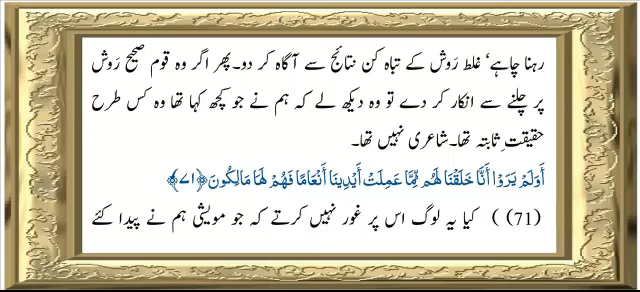 رہنا چاہے‘ غلط رَوش کے تباہ کن نتائج سے آگاہ کر دو۔ پھر اگر وہ قوم صحیح رَوش
پر چلنے سے انکار کر دے تو وہ دیکھ لے کہ ہم نے جو کچھ کہا تھا وہ کس طرح
حقیقتِ ثابتہ تھا۔ شاعری نہیں تھا۔
أَوَلَمْ يَرَوْا أَنَّا خَلَقْنَا لَهُم مِّمَّا عَمِلَتْ أَيْدِينَا أَنْعَامًا فَهُمْ لَهَا مَالِكُونَ ﴿٧١﴾
(71) ( کیا یہ لوگ اس پر غور نہیں کرتے کہ جو مویشی ہم نے پیدا کئے